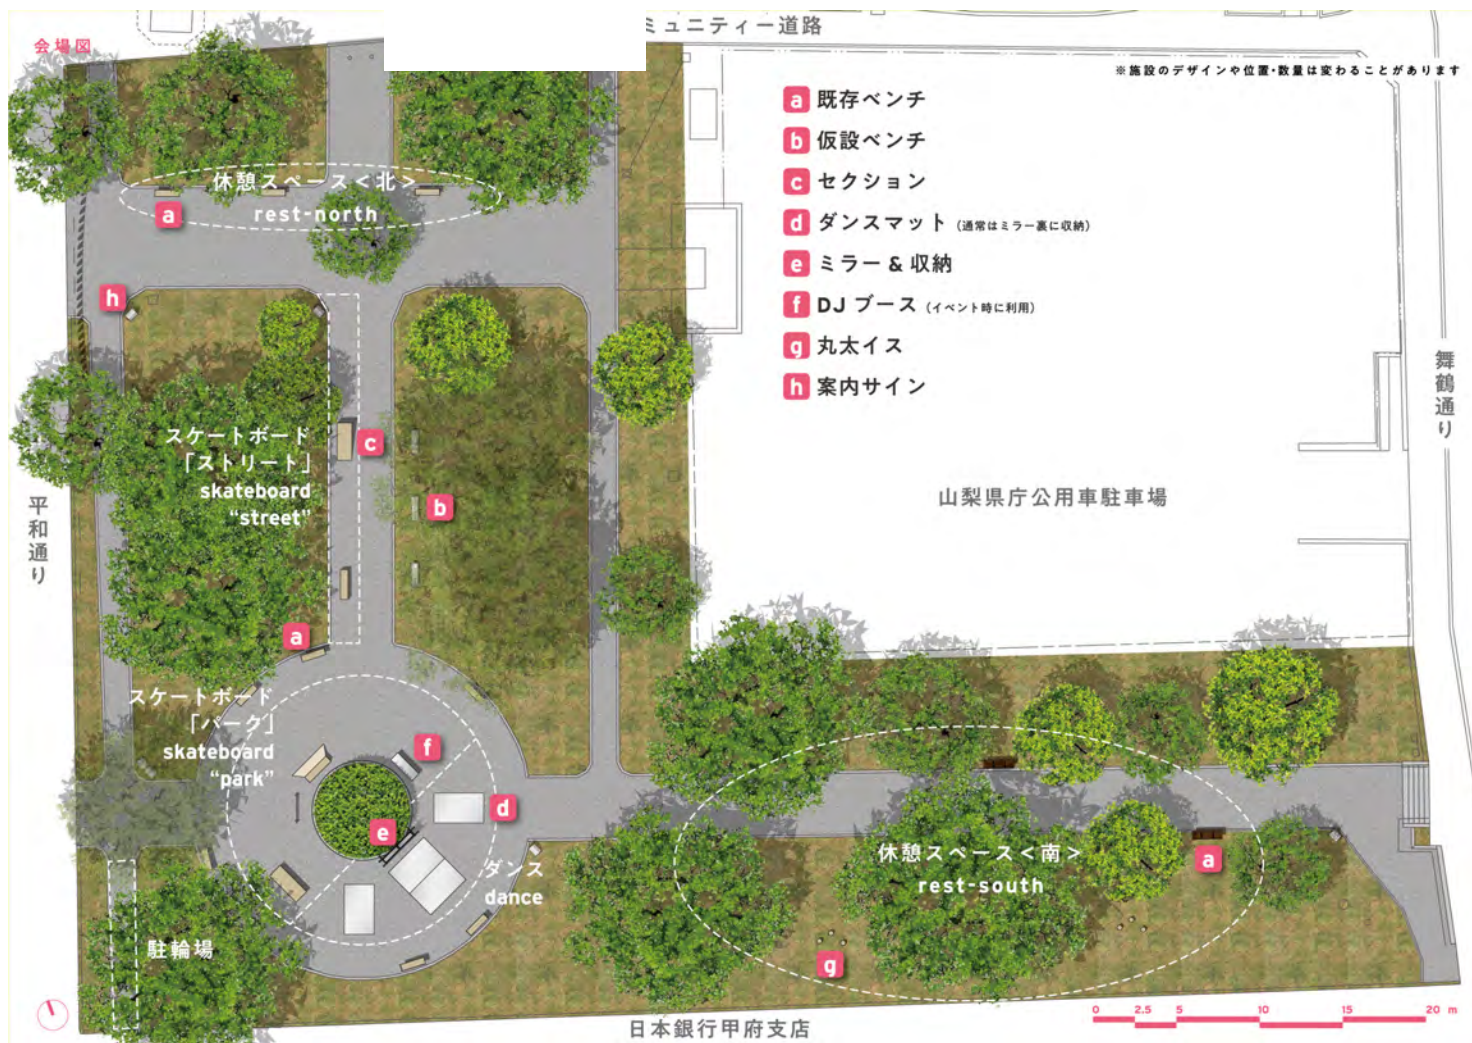 会場図
ミュニティー道路
※施設のデザインや位置・数量は変わることがあります
a 既存ベンチ
b 仮設ベンチ
c セクション
d ダンスマット (通常はミラー裏に収納)
e ミラー & 収納
f DJ ブース (イベント時に利用)
g 丸太イス
h 案内サイン
休憩スペース<北>
rest-north
a
h
スケートボード
「ストリート」
skateboard
"street"
c
b
a
平和通り
舞鶴通り
山梨県庁公用車駐車場
スケートボード
「パーク」
skateboard
"park"
f
d
e
ダンス
dance
休憩スペース<南>
rest-south
a
g
駐輪場
日本銀行甲府支店
0 2.5 5 10 15 20 m